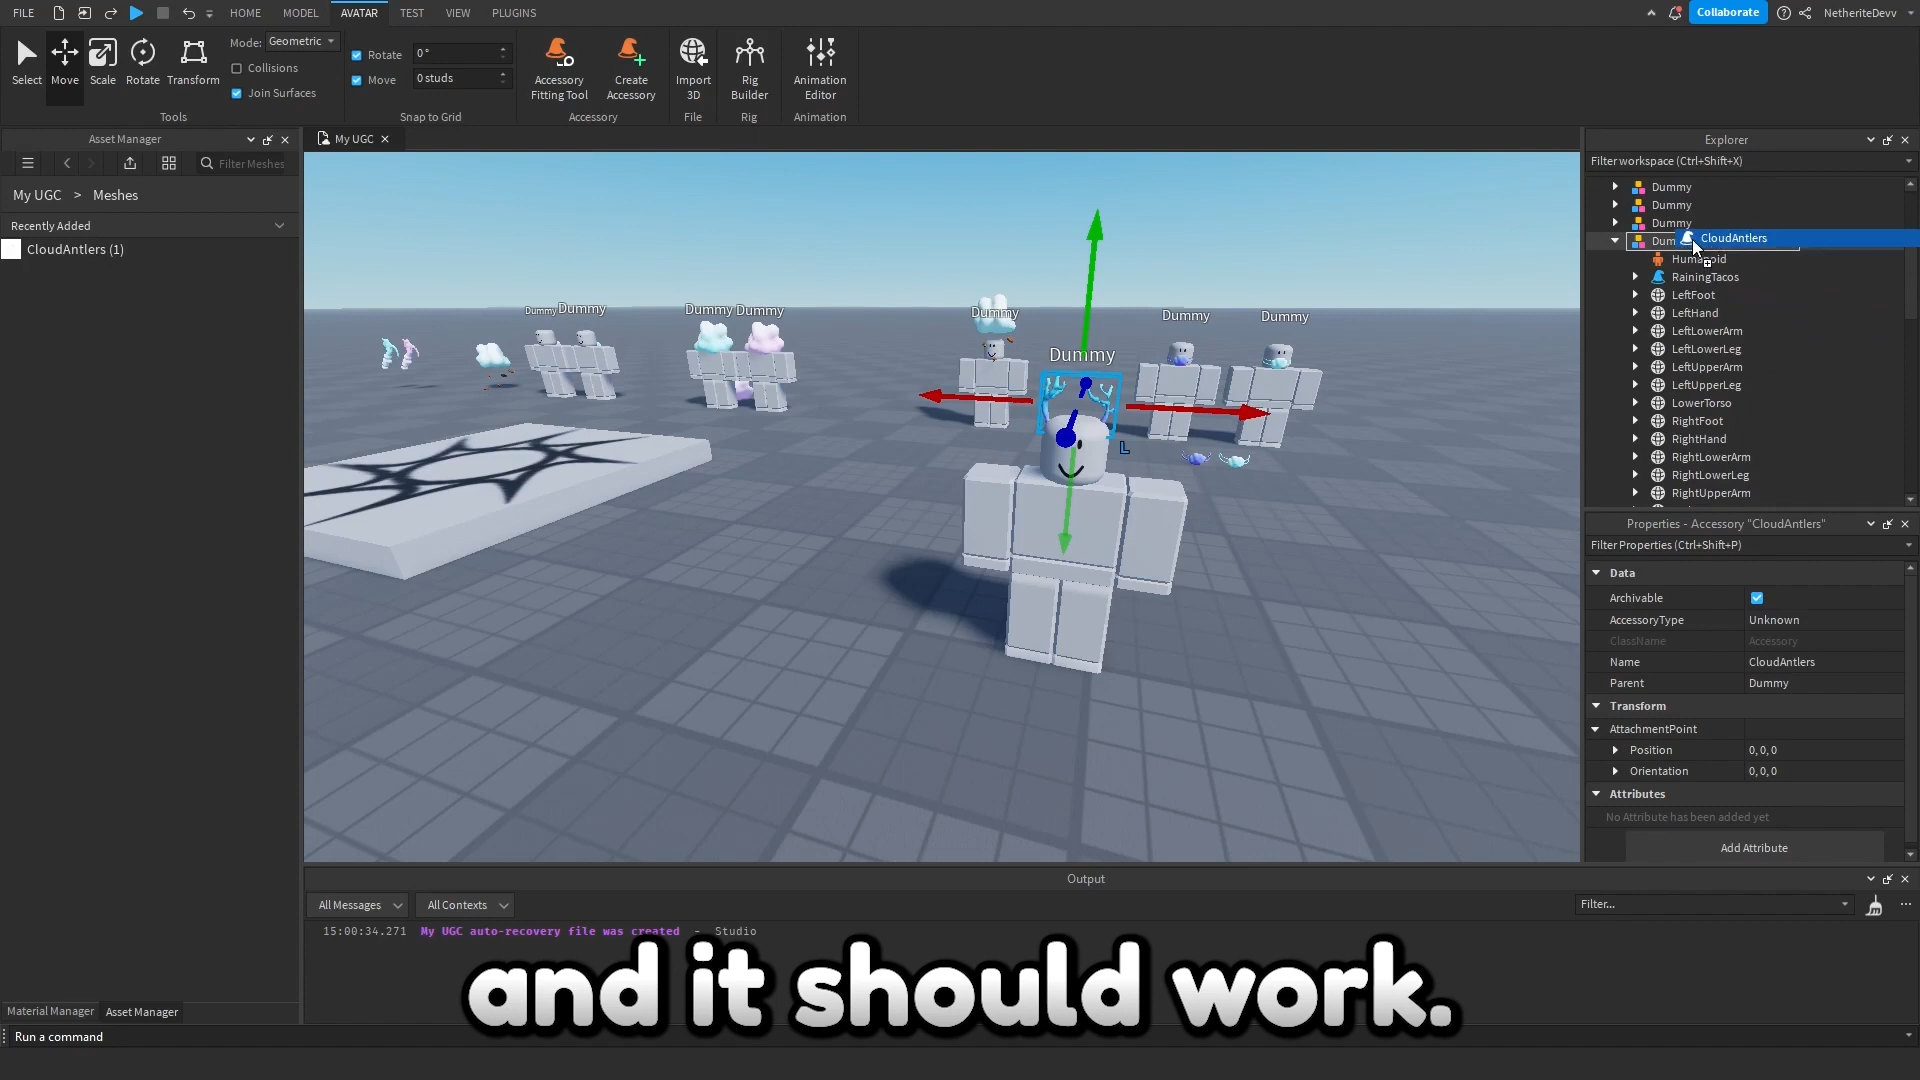 FILE
HOME
MODEL
AVATAR
TEST
VIEW
PLUGINS
Collaborate
NetheriteDevv
Select
Move
Scale
Rotate
Transform
Mode:
Geometric
Collisions
Join Surfaces
Tools
Rotate
0 °
Move
0 studs
Snap to Grid
Accessory
Fitting Tool
Create
Accessory
Accessory
Import
3D
File
Rig
Builder
Rig
Animation
Editor
Animation
Asset Manager
Filter Meshes
My UGC > Meshes
Recently Added
CloudAntlers (1)
My UGC
Dummy
Dummy
Dummy
Dummy
Dummy
Dummy
Dummy
Dummy
L
Explorer
Filter workspace (Ctrl+Shift+X)
Dummy
Dummy
Dummy
CloudAntlers
Humanoid
RainingTacos
LeftFoot
LeftHand
LeftLowerArm
LeftLowerLeg
LeftUpperArm
LeftUpperLeg
LowerTorso
RightFoot
RightHand
RightLowerArm
RightLowerLeg
RightUpperArm
Properties - Accessory "CloudAntlers"
Filter Properties (Ctrl+Shift+P)
Data
Archivable
AccessoryType Unknown
ClassName Accessory
Name CloudAntlers
Parent Dummy
Transform
AttachmentPoint
Position 0, 0, 0
Orientation 0, 0, 0
Attributes
No Attribute has been added yet
Add Attribute
Output
All Messages
All Contexts
Filter...
15:00:34.271 My UGC auto-recovery file was created - Studio
and it should work.
Material Manager
Asset Manager
Run a command